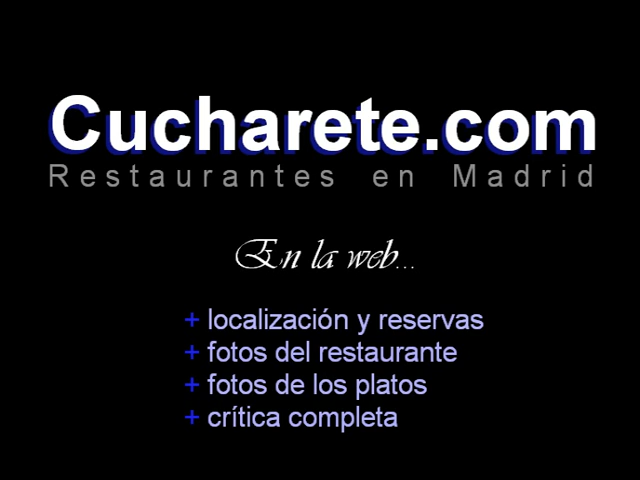 Cucharete.com
Restaurantes en Madrid
En la web...
+ localización y reservas
+ fotos del restaurante
+ fotos de los platos
+ crítica completa